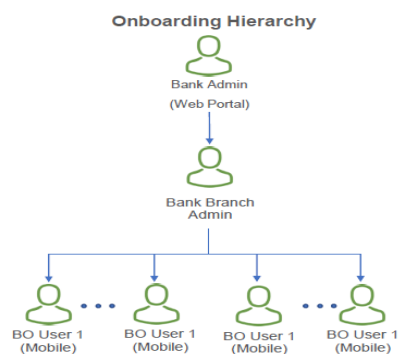 Onboarding Hierarchy
Bank Admin
(Web Portal)
Bank Branch
Admin
BO User 1
(Mobile)
BO User 1
(Mobile)
BO User 1
(Mobile)
BO User 1
(Mobile)